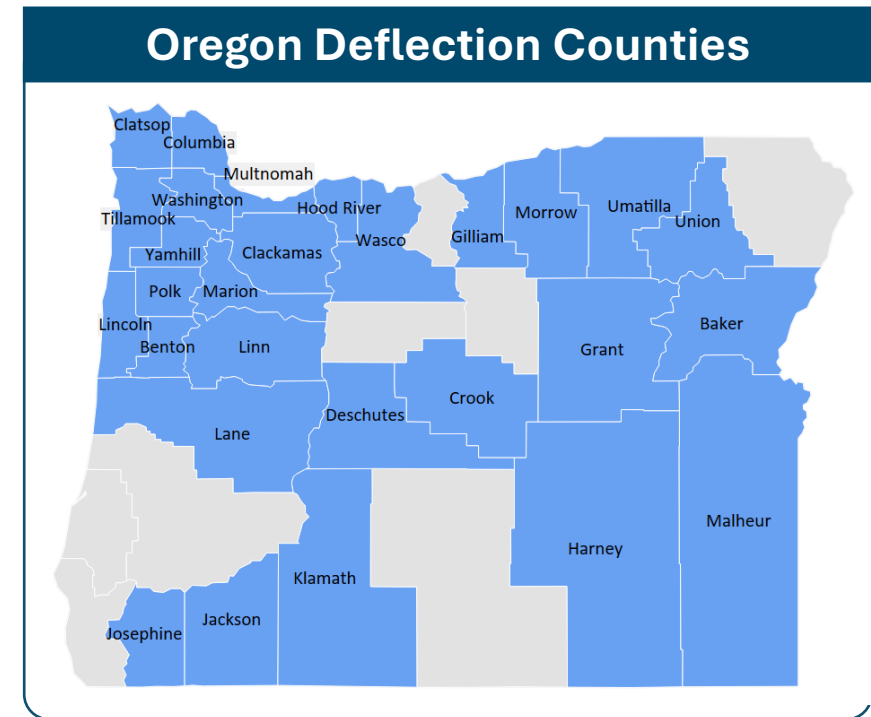 Oregon Deflection Counties
Clatsop
Columbia
Multnomah
Washington
Hood River
Tillamook
Morrow
Umatilla
Union
Wasco
Gilliam
Yamhill
Clackamas
Polk
Marion
Lincoln
Baker
Benton
Linn
Grant
Crook
Deschutes
Lane
Malheur
Harney
Klamath
Jackson
Josephine